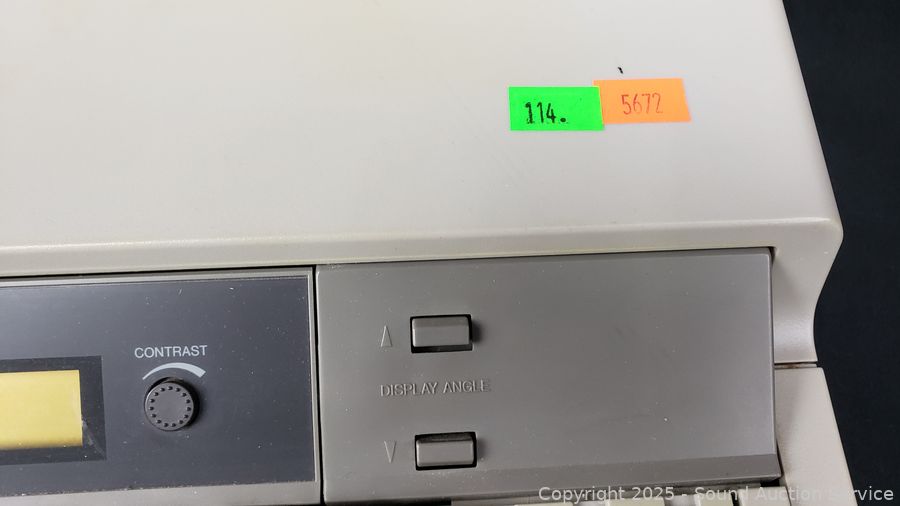 114.
5672
CONTRAST
DISPLAY ANGLE
Copyright 2025 - Sound Auction Service